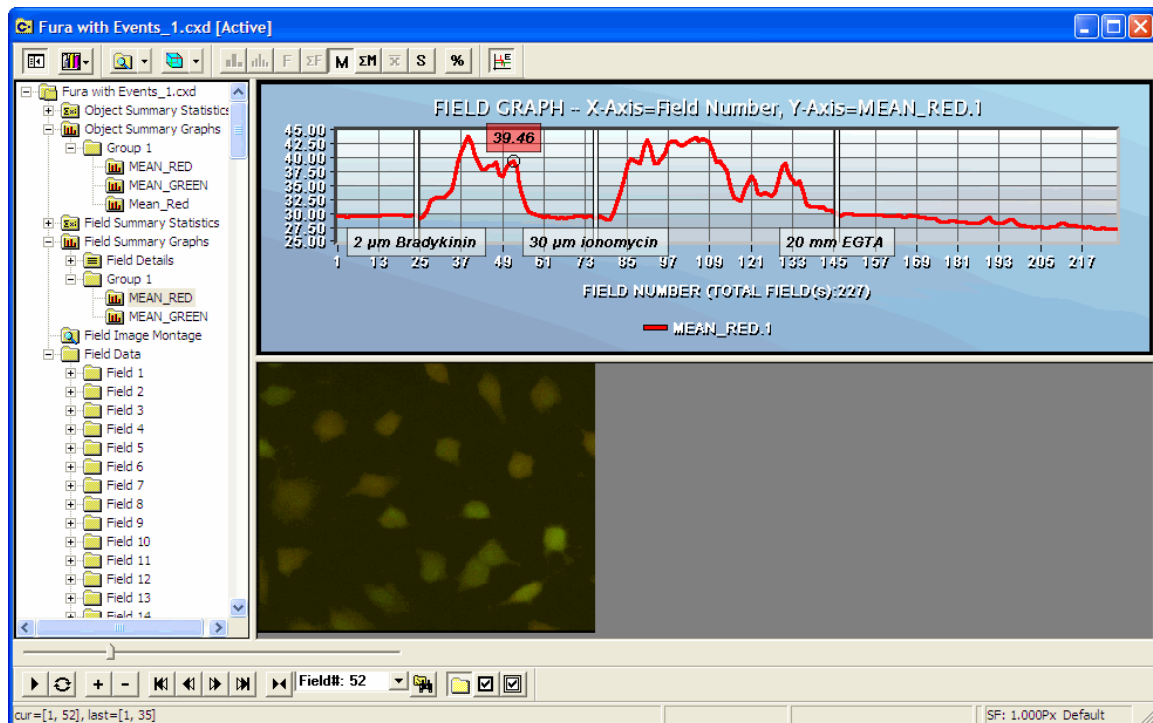 Fura with Events_1.cxd [Active]
F ΣF M ΣM x̅ S % E
Fura with Events_1.cxd
Object Summary Statistics
Object Summary Graphs
Group 1
MEAN_RED
MEAN_GREEN
Mean_Red
Field Summary Statistics
Field Summary Graphs
Field Details
Group 1
MEAN_RED
MEAN_GREEN
Field Image Montage
Field Data
Field 1
Field 2
Field 3
Field 4
Field 5
Field 6
Field 7
Field 8
Field 9
Field 10
Field 11
Field 12
Field 13
Field 14
FIELD GRAPH -- X-Axis=Field Number, Y-Axis=MEAN_RED.1
45.00
42.50
40.00
37.50
35.00
32.50
30.00
27.50
25.00
39.46
2 µm Bradykinin 30 µm ionomycin 20 mm EGTA
1 13 25 37 49 61 73 85 97 109 121 133 145 157 169 181 193 205 217
FIELD NUMBER (TOTAL FIELD(s):227)
MEAN_RED.1
Field#: 52
cur=[1, 52], last=[1, 35]
SF: 1.000Px Default